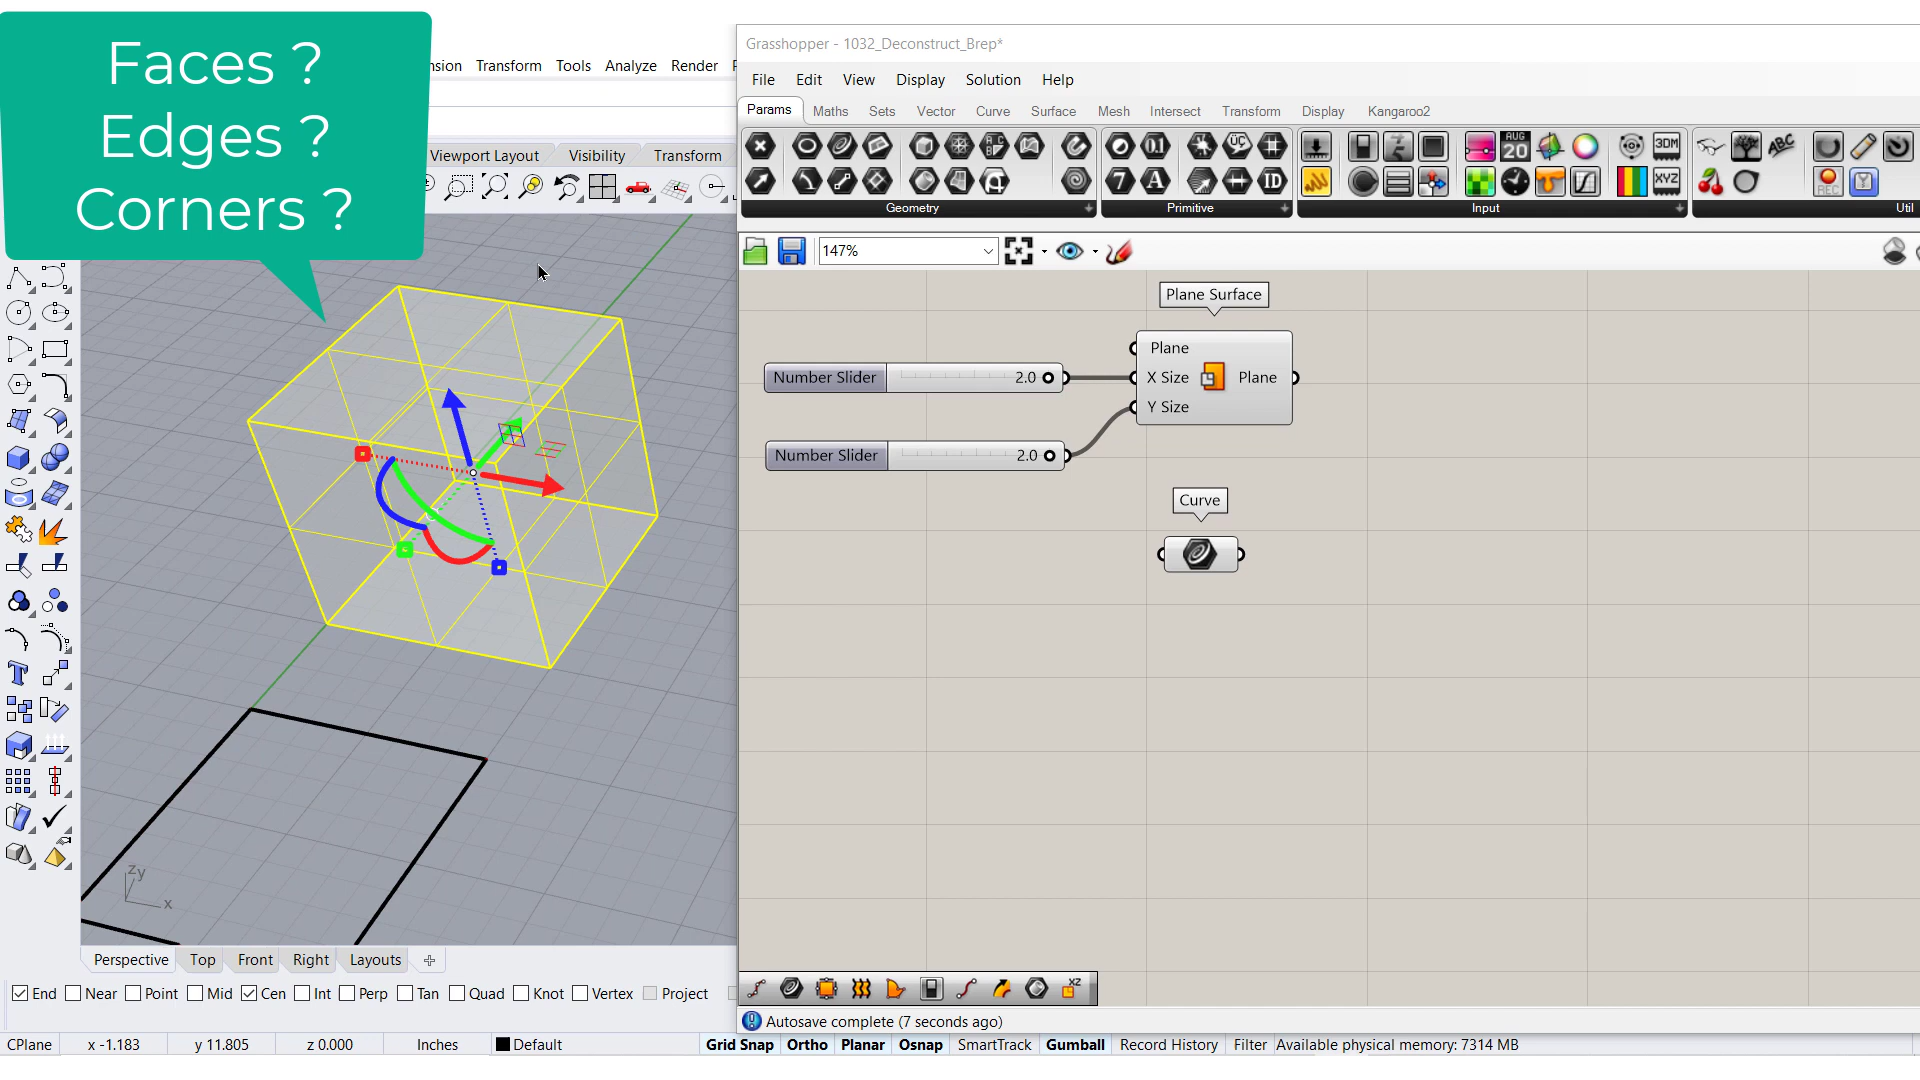 Faces ?
Edges ?
Corners ?
Transform Tools Analyze Render
Viewport Layout Visibility Transform
Grasshopper - 1032_Deconstruct_Brep*
File Edit View Display Solution Help
Params Maths Sets Vector Curve Surface Mesh Intersect Transform Display Kangaroo2
Geometry Primitive Input Util
147%
Plane Surface
Plane
X Size
Y Size
Plane
Number Slider 2.0
Number Slider 2.0
Curve
z y
x
Perspective Top Front Right Layouts
End Near Point Mid Cen Int Perp Tan Quad Knot Vertex Project
Autosave complete (7 seconds ago)
CPlane x -1.183 y 11.805 z 0.000 Inches Default Grid Snap Ortho Planar Osnap SmartTrack Gumball Record History Filter Available physical memory: 7314 MB